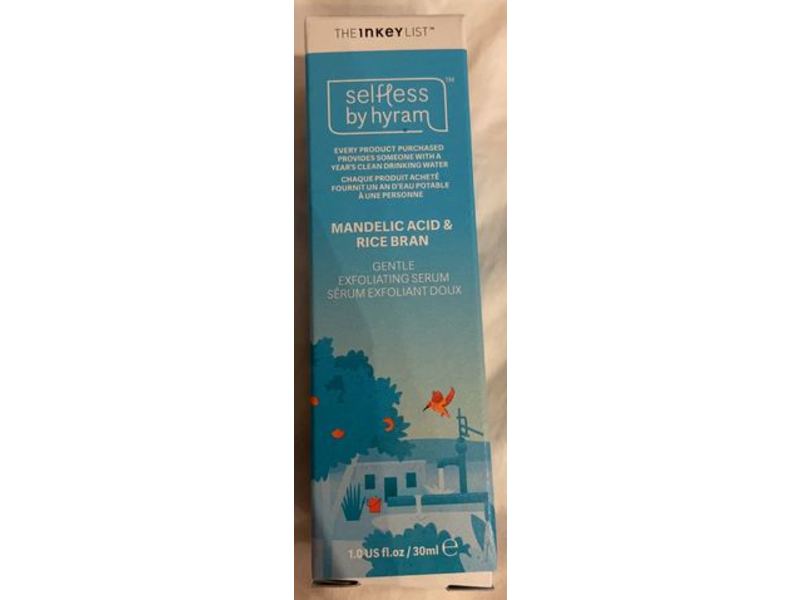 THE INKEY LIST™
selfless
by hyram
TM
EVERY PRODUCT PURCHASED
PROVIDES SOMEONE WITH A
YEAR'S CLEAN DRINKING WATER
CHAQUE PRODUIT ACHETÉ
FOURNIT UN AN D'EAU POTABLE
À UNE PERSONNE
MANDELIC ACID &
RICE BRAN
GENTLE
EXFOLIATING SERUM
SÉRUM EXFOLIANT DOUX
1.0 US fl.oz / 30ml ℮